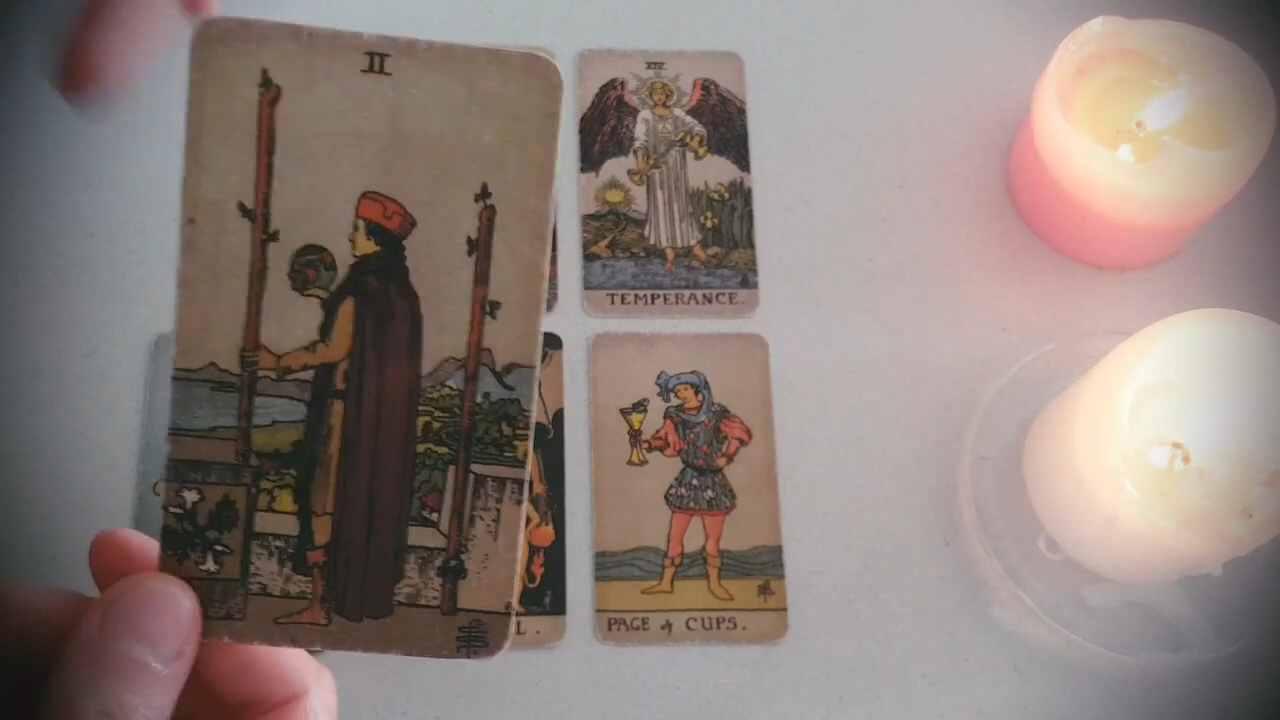 II
XIV
TEMPERANCE.
L.
PAGE of CUPS.